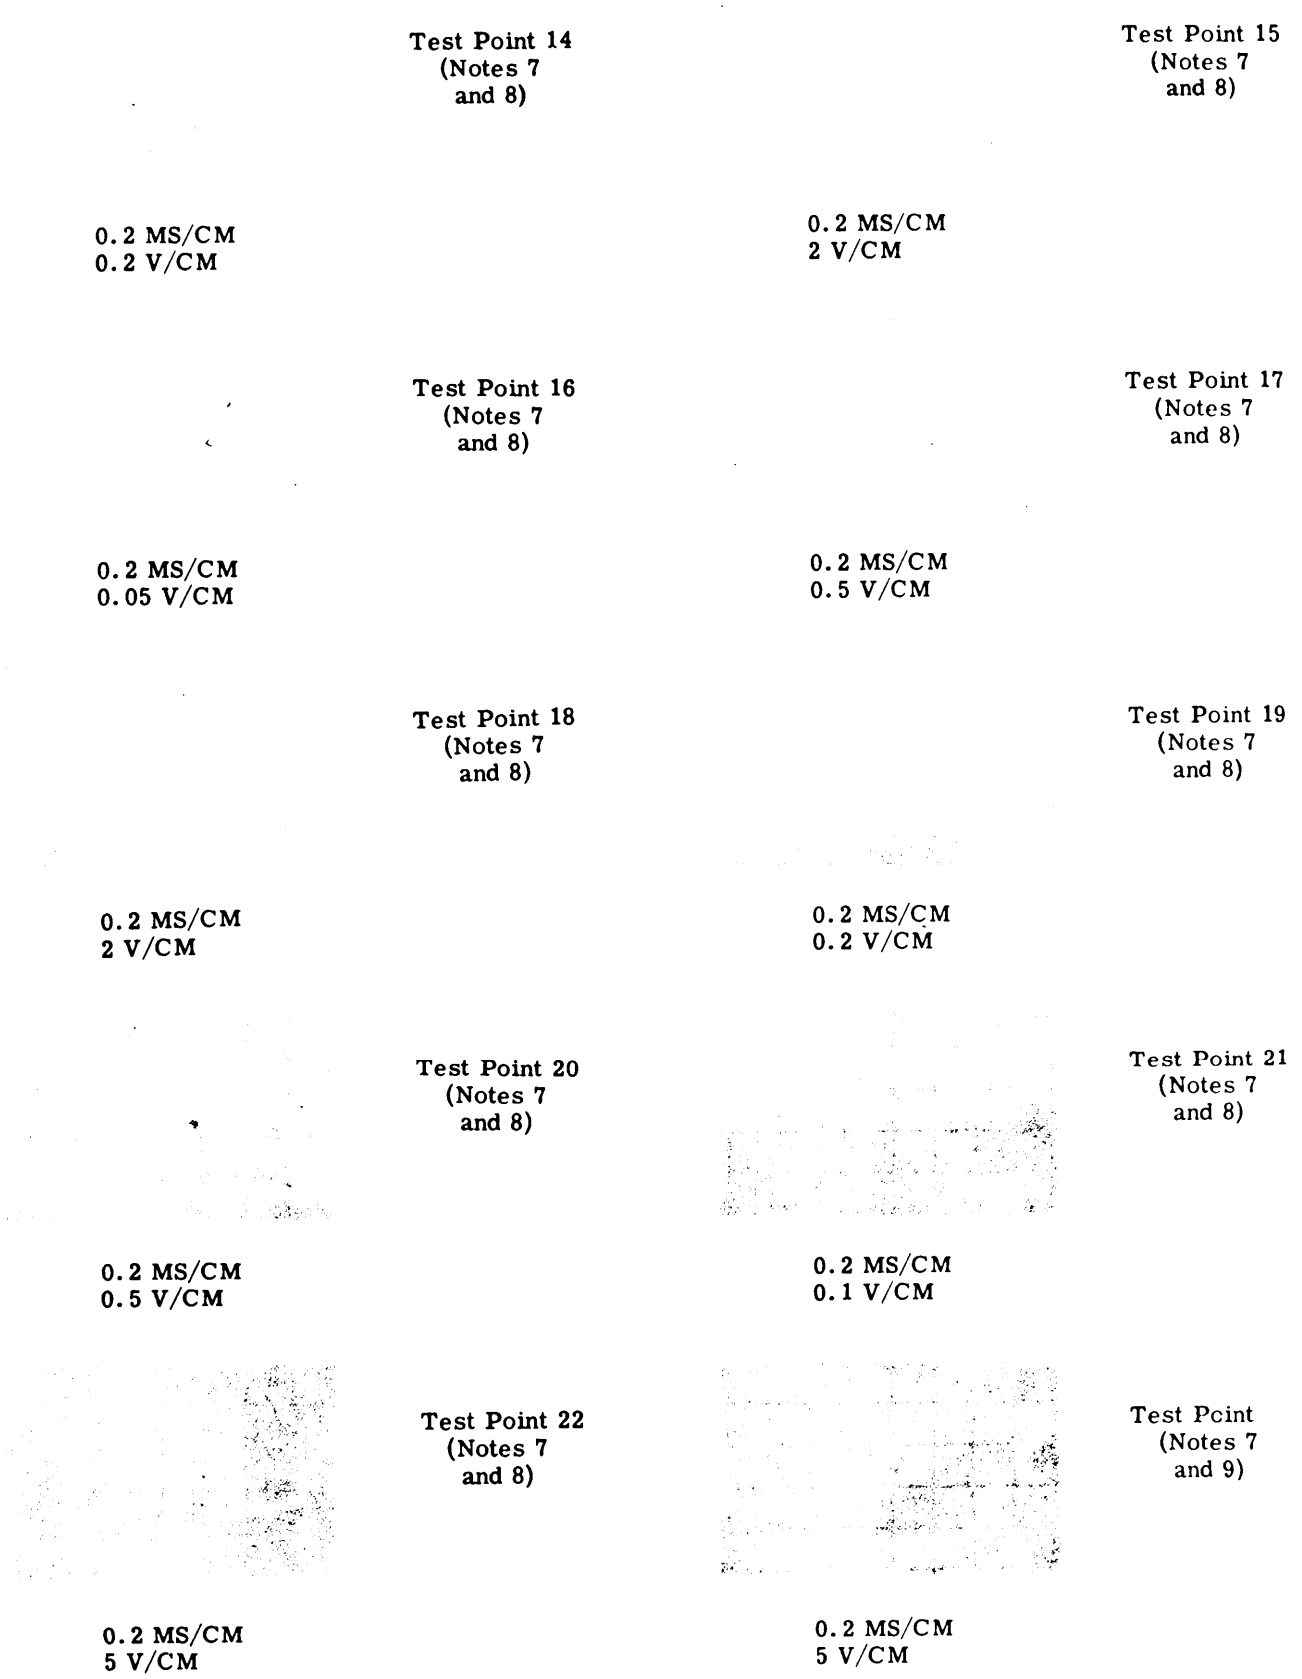 Test Point 14
(Notes 7
and 8)
0.2 MS/CM
0.2 V/CM
Test Point 15
(Notes 7
and 8)
0.2 MS/CM
2 V/CM
Test Point 16
(Notes 7
and 8)
0.2 MS/CM
0.05 V/CM
Test Point 17
(Notes 7
and 8)
0.2 MS/CM
0.5 V/CM
Test Point 18
(Notes 7
and 8)
0.2 MS/CM
2 V/CM
Test Point 19
(Notes 7
and 8)
0.2 MS/CM
0.2 V/CM
Test Point 20
(Notes 7
and 8)
0.2 MS/CM
0.5 V/CM
Test Point 21
(Notes 7
and 8)
0.2 MS/CM
0.1 V/CM
Test Point 22
(Notes 7
and 8)
0.2 MS/CM
5 V/CM
Test Pcint
(Notes 7
and 9)
0.2 MS/CM
5 V/CM